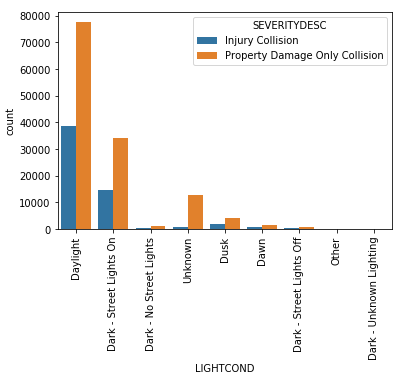 SEVERITYDESC
Injury Collision
Property Damage Only Collision
80000
70000
60000
50000
40000
30000
20000
10000
0
count
Daylight
Dark - Street Lights On
Dark - No Street Lights
Unknown
Dusk
Dawn
Dark - Street Lights Off
Other
Dark - Unknown Lighting
LIGHTCOND